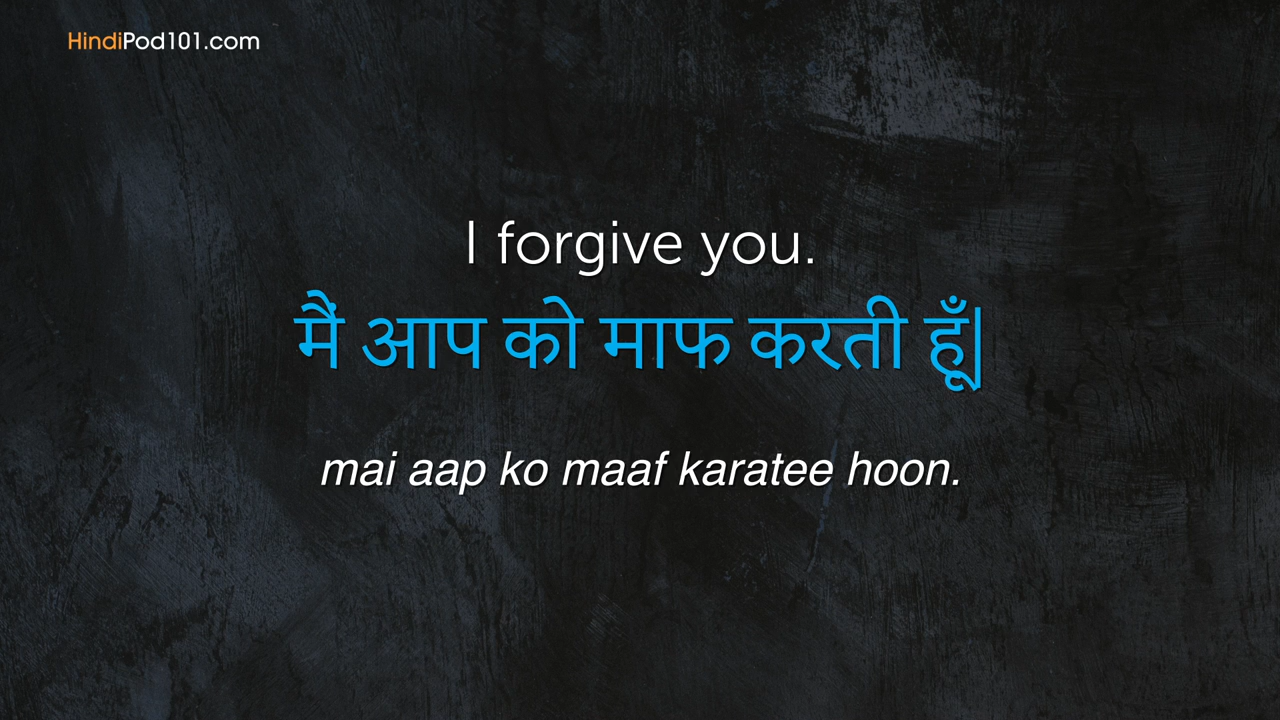 HindiPod101.com
I forgive you.
मैं आप को माफ करती हूँ|
mai aap ko maaf karatee hoon.